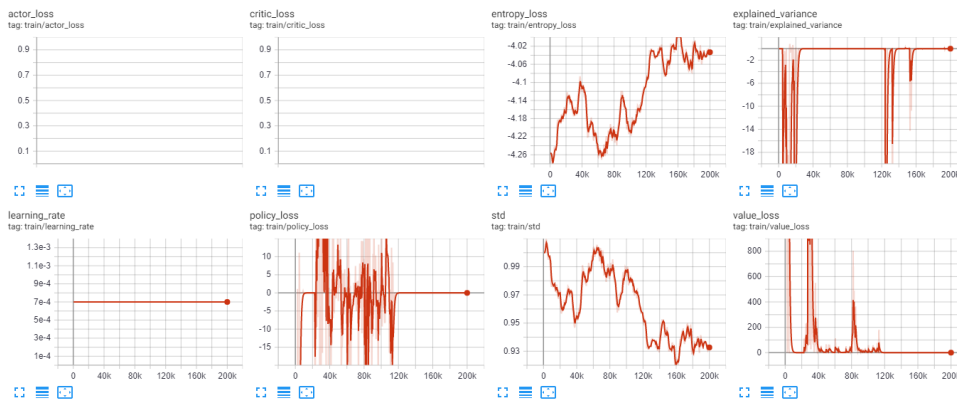 actor_loss
tag: train/actor_loss
0.9
0.7
0.5
0.3
0.1
critic_loss
tag: train/critic_loss
0.9
0.7
0.5
0.3
0.1
entropy_loss
tag: train/entropy_loss
-4.02
-4.06
-4.1
-4.14
-4.18
-4.22
-4.26
0 40k 80k 120k 160k 200k
explained_variance
tag: train/explained_variance
-2
-6
-10
-14
-18
0 40k 80k 120k 160k 200k
learning_rate
tag: train/learning_rate
1.3e-3
1.1e-3
9e-4
7e-4
5e-4
3e-4
1e-4
0 40k 80k 120k 160k 200k
policy_loss
tag: train/policy_loss
10
5
0
-5
-10
-15
0 40k 80k 120k 160k 200k
std
tag: train/std
0.99
0.97
0.95
0.93
0 40k 80k 120k 160k 200k
value_loss
tag: train/value_loss
800
600
400
200
0
0 40k 80k 120k 160k 200k